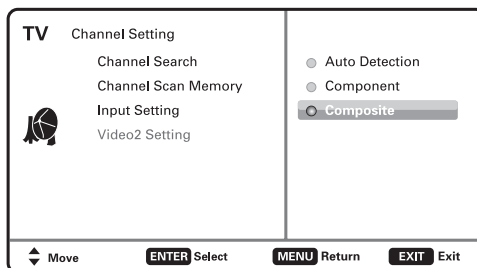 TV Channel Setting
Channel Search
Channel Scan Memory
Input Setting
Video2 Setting
Auto Detection
Component
Composite
Move ENTER Select MENU Return EXIT Exit